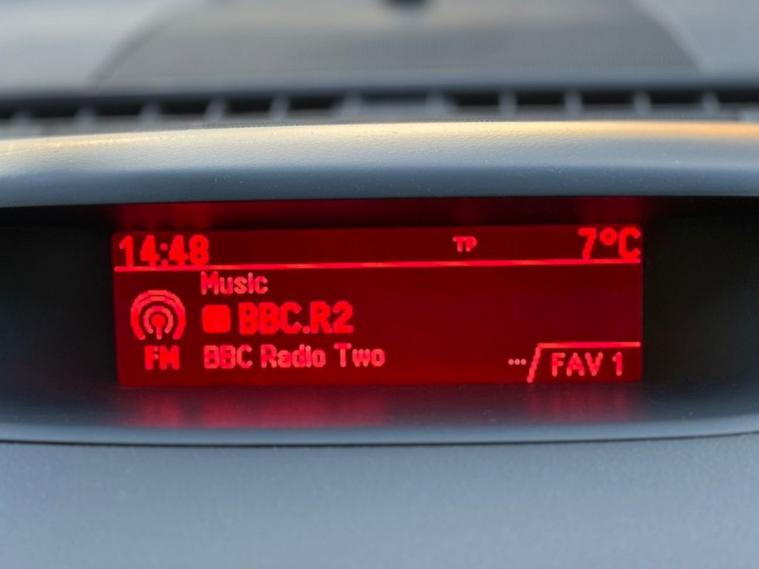 14:48 TP 7°C
Music
BBC.R2
FM BBC Radio Two ... FAV 1